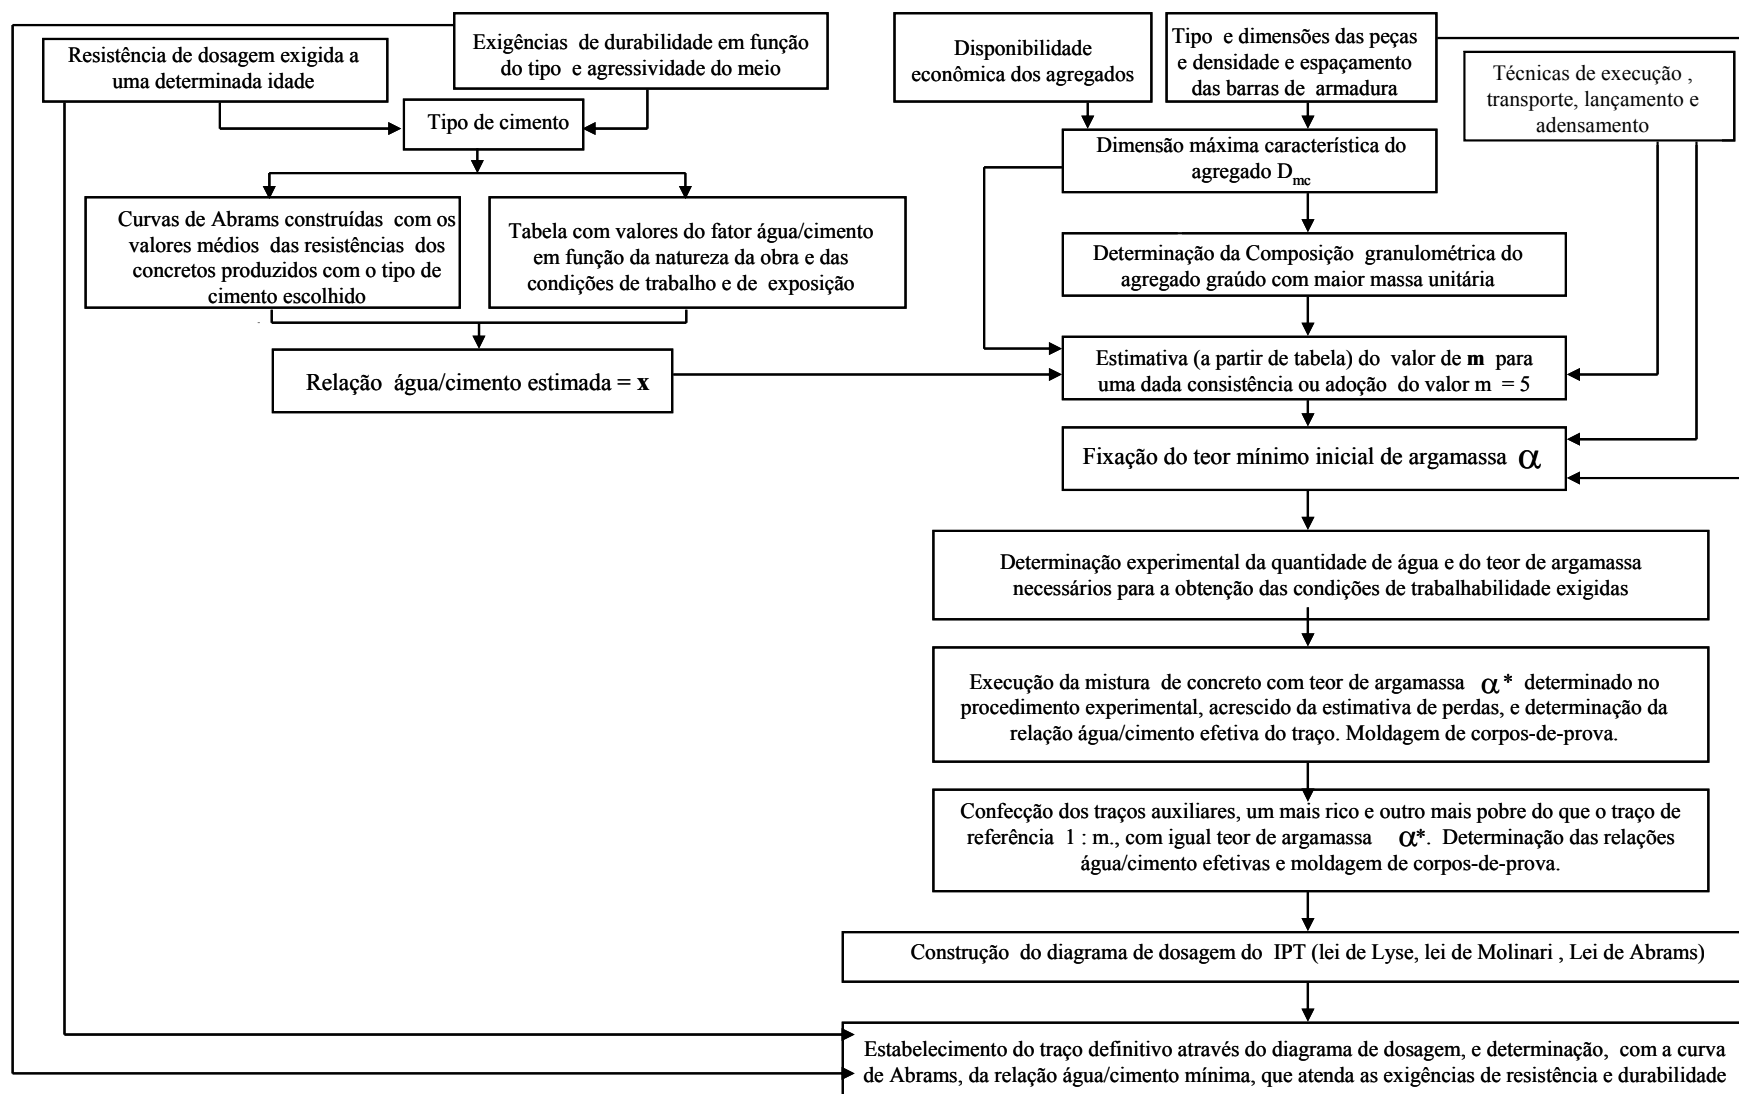 Resistência de dosagem exigida a
uma determinada idade
Exigências de durabilidade em função
do tipo e agressividade do meio
Tipo de cimento
Curvas de Abrams construídas com os
valores médios das resistências dos
concretos produzidos com o tipo de
cimento escolhido
Tabela com valores do fator água/cimento
em função da natureza da obra e das
condições de trabalho e de exposição
Relação água/cimento estimada = x
Disponibilidade
econômica dos agregados
Tipo e dimensões das peças
e densidade e espaçamento
das barras de armadura
Técnicas de execução ,
transporte, lançamento e
adensamento
Dimensão máxima característica do
agregado Dmc
Determinação da Composição granulométrica do
agregado graúdo com maior massa unitária
Estimativa (a partir de tabela) do valor de m para
uma dada consistência ou adoção do valor m = 5
Fixação do teor mínimo inicial de argamassa α
Determinação experimental da quantidade de água e do teor de argamassa
necessários para a obtenção das condições de trabalhabilidade exigidas
Execução da mistura de concreto com teor de argamassa α* determinado no
procedimento experimental, acrescido da estimativa de perdas, e determinação da
relação água/cimento efetiva do traço. Moldagem de corpos-de-prova.
Confecção dos traços auxiliares, um mais rico e outro mais pobre do que o traço de
referência 1 : m., com igual teor de argamassa α*. Determinação das relações
água/cimento efetivas e moldagem de corpos-de-prova.
Construção do diagrama de dosagem do IPT (lei de Lyse, lei de Molinari , Lei de Abrams)
Estabelecimento do traço definitivo através do diagrama de dosagem, e determinação, com a curva
de Abrams, da relação água/cimento mínima, que atenda as exigências de resistência e durabilidade